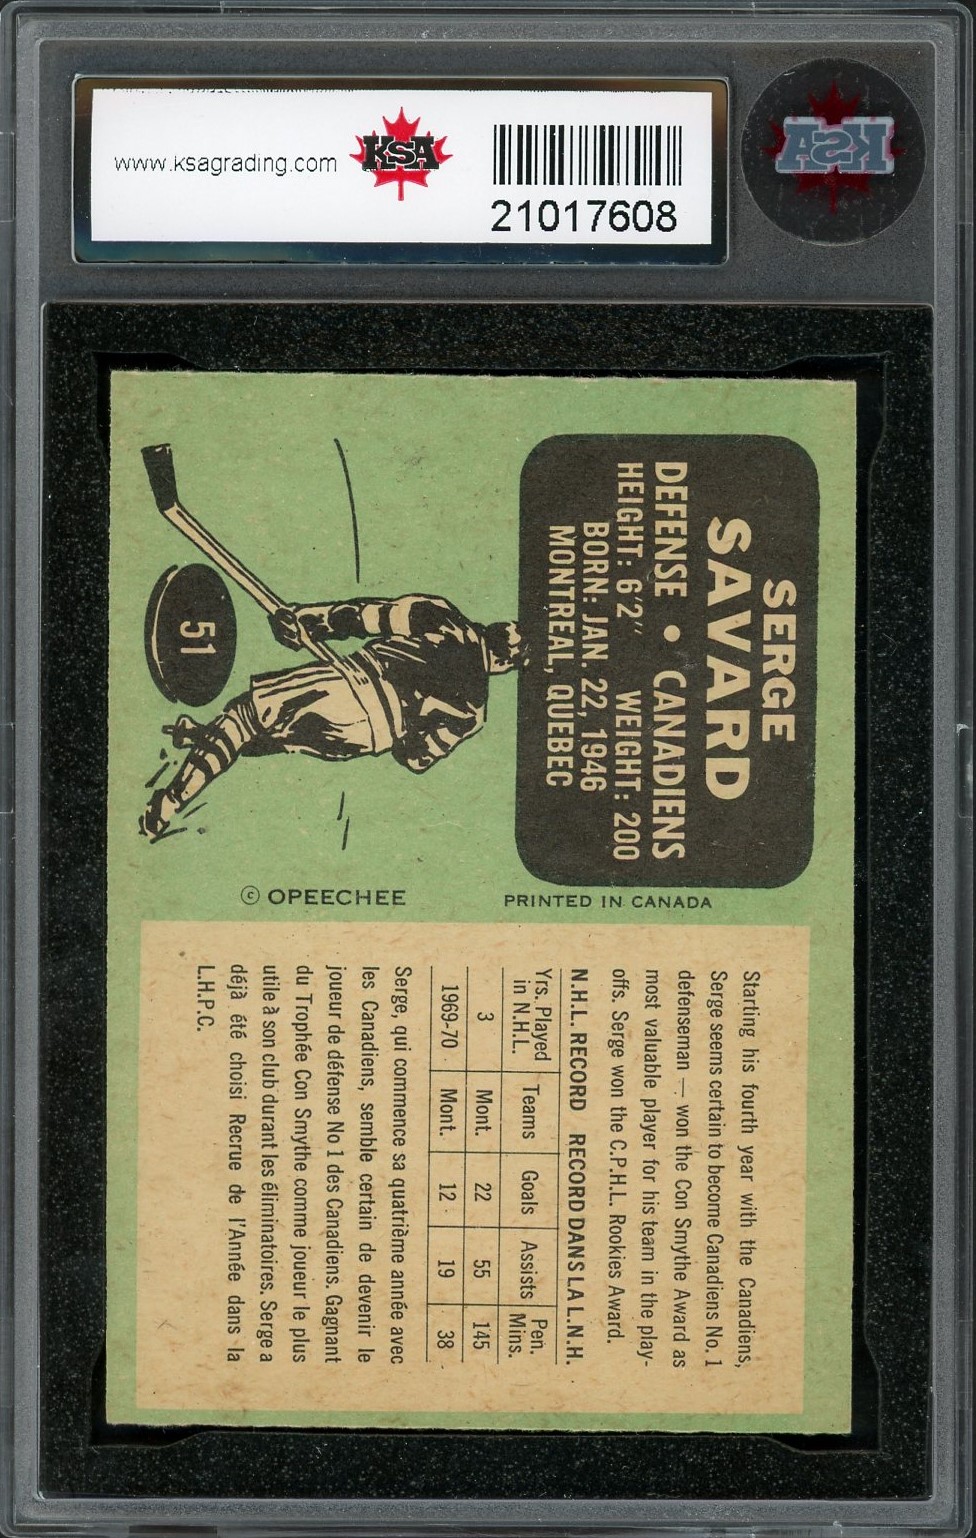 www.ksagrading.com
KSA
21017608
KSA
SERGE
SAVARD
DEFENSE • CANADIENS
HEIGHT: 6'2" WEIGHT: 200
BORN: JAN. 22, 1946
MONTREAL, QUEBEC
51
© OPEECHEE
PRINTED IN CANADA
Starting his fourth year with the Canadiens,
Serge seems certain to become Canadiens No. 1
defenseman — won the Con Smythe Award as
most valuable player for his team in the play-
offs. Serge won the C.P.H.L. Rookies Award.
N.H.L. RECORD RECORD DANS LA L.N.H.
Yrs. Played in N.H.L. Teams Goals Assists Pen. Mins.
3 Mont. 22 55 145
1969-70 Mont. 12 19 38
Serge, qui commence sa quatrième année avec
les Canadiens, semble certain de devenir le
joueur de défense No 1 des Canadiens. Gagnant
du Trophée Con Smythe comme joueur le plus
utile à son club durant les éliminatoires. Serge a
déjà été choisi Recrue de l'Année dans la
L.H.P.C.